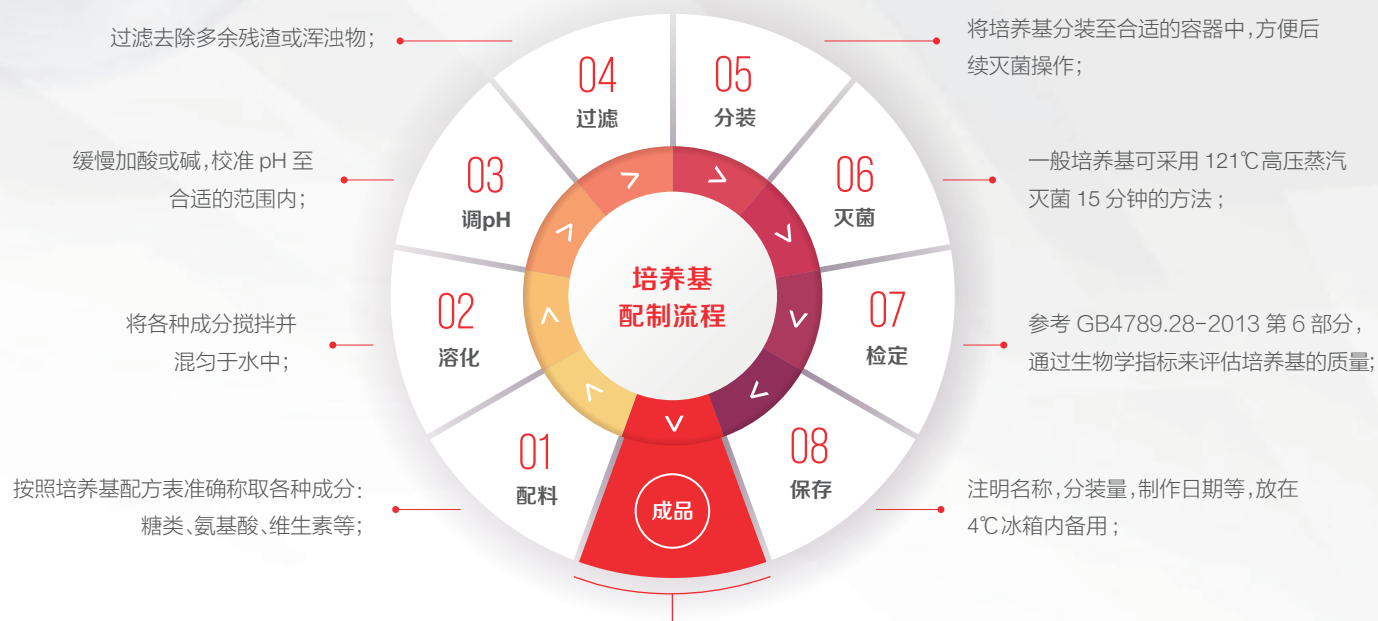 培养基
配制流程
01
配料
按照培养基配方表准确称取各种成分：
糖类、氨基酸、维生素等；
02
溶化
将各种成分搅拌并
混匀于水中；
03
调pH
缓慢加酸或碱，校准 pH 至
合适的范围内；
04
过滤
过滤去除多余残渣或浑浊物；
05
分装
将培养基分装至合适的容器中，方便后
续灭菌操作；
06
灭菌
一般培养基可采用 121℃高压蒸汽
灭菌 15 分钟的方法；
07
检定
参考 GB4789.28-2013 第 6 部分，
通过生物学指标来评估培养基的质量；
08
保存
注明名称，分装量，制作日期等，放在
4℃冰箱内备用；
成品